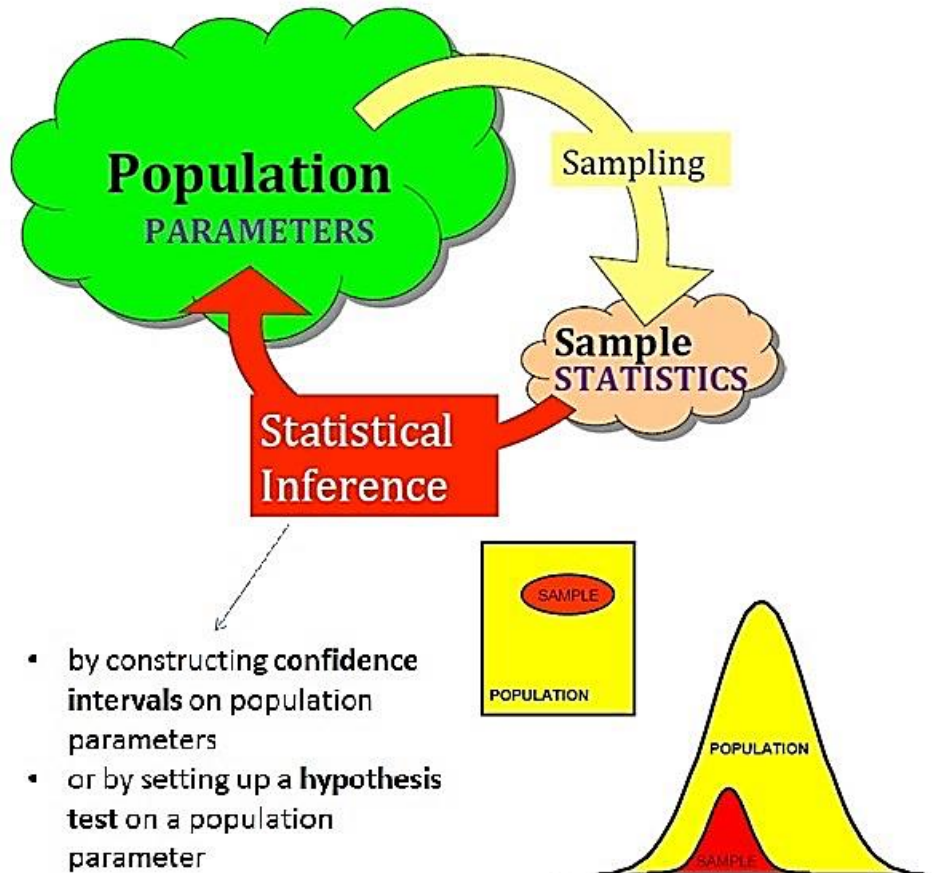 Population
PARAMETERS
Sampling
Sample
STATISTICS
Statistical
Inference
• by constructing confidence
intervals on population
parameters
• or by setting up a hypothesis
test on a population
parameter
SAMPLE
POPULATION
POPULATION
SAMPLE